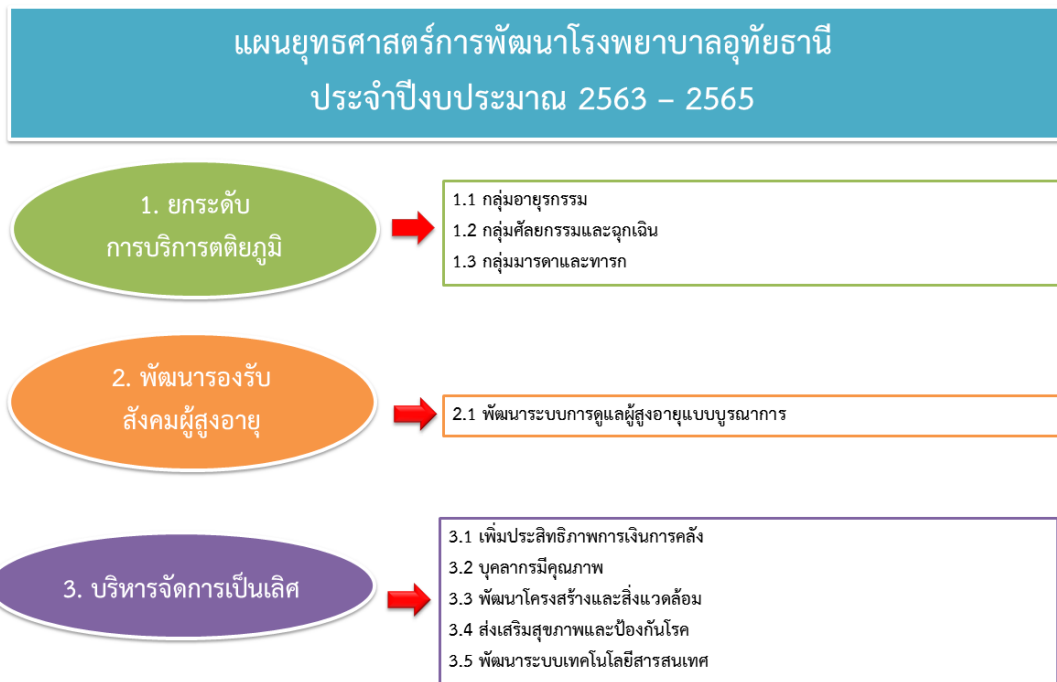 แผนยุทธศาสตร์การพัฒนาโรงพยาบาลอุทัยธานี
ประจำปีงบประมาณ 2563 – 2565
1. ยกระดับ
การบริการตติยภูมิ
1.1 กลุ่มอายุรกรรม
1.2 กลุ่มศัลยกรรมและฉุกเฉิน
1.3 กลุ่มมารดาและทารก
2. พัฒนารองรับ
สังคมผู้สูงอายุ
2.1 พัฒนาระบบการดูแลผู้สูงอายุแบบบูรณาการ
3. บริหารจัดการเป็นเลิศ
3.1 เพิ่มประสิทธิภาพการเงินการคลัง
3.2 บุคลากรมีคุณภาพ
3.3 พัฒนาโครงสร้างและสิ่งแวดล้อม
3.4 ส่งเสริมสุขภาพและป้องกันโรค
3.5 พัฒนาระบบเทคโนโลยีสารสนเทศ